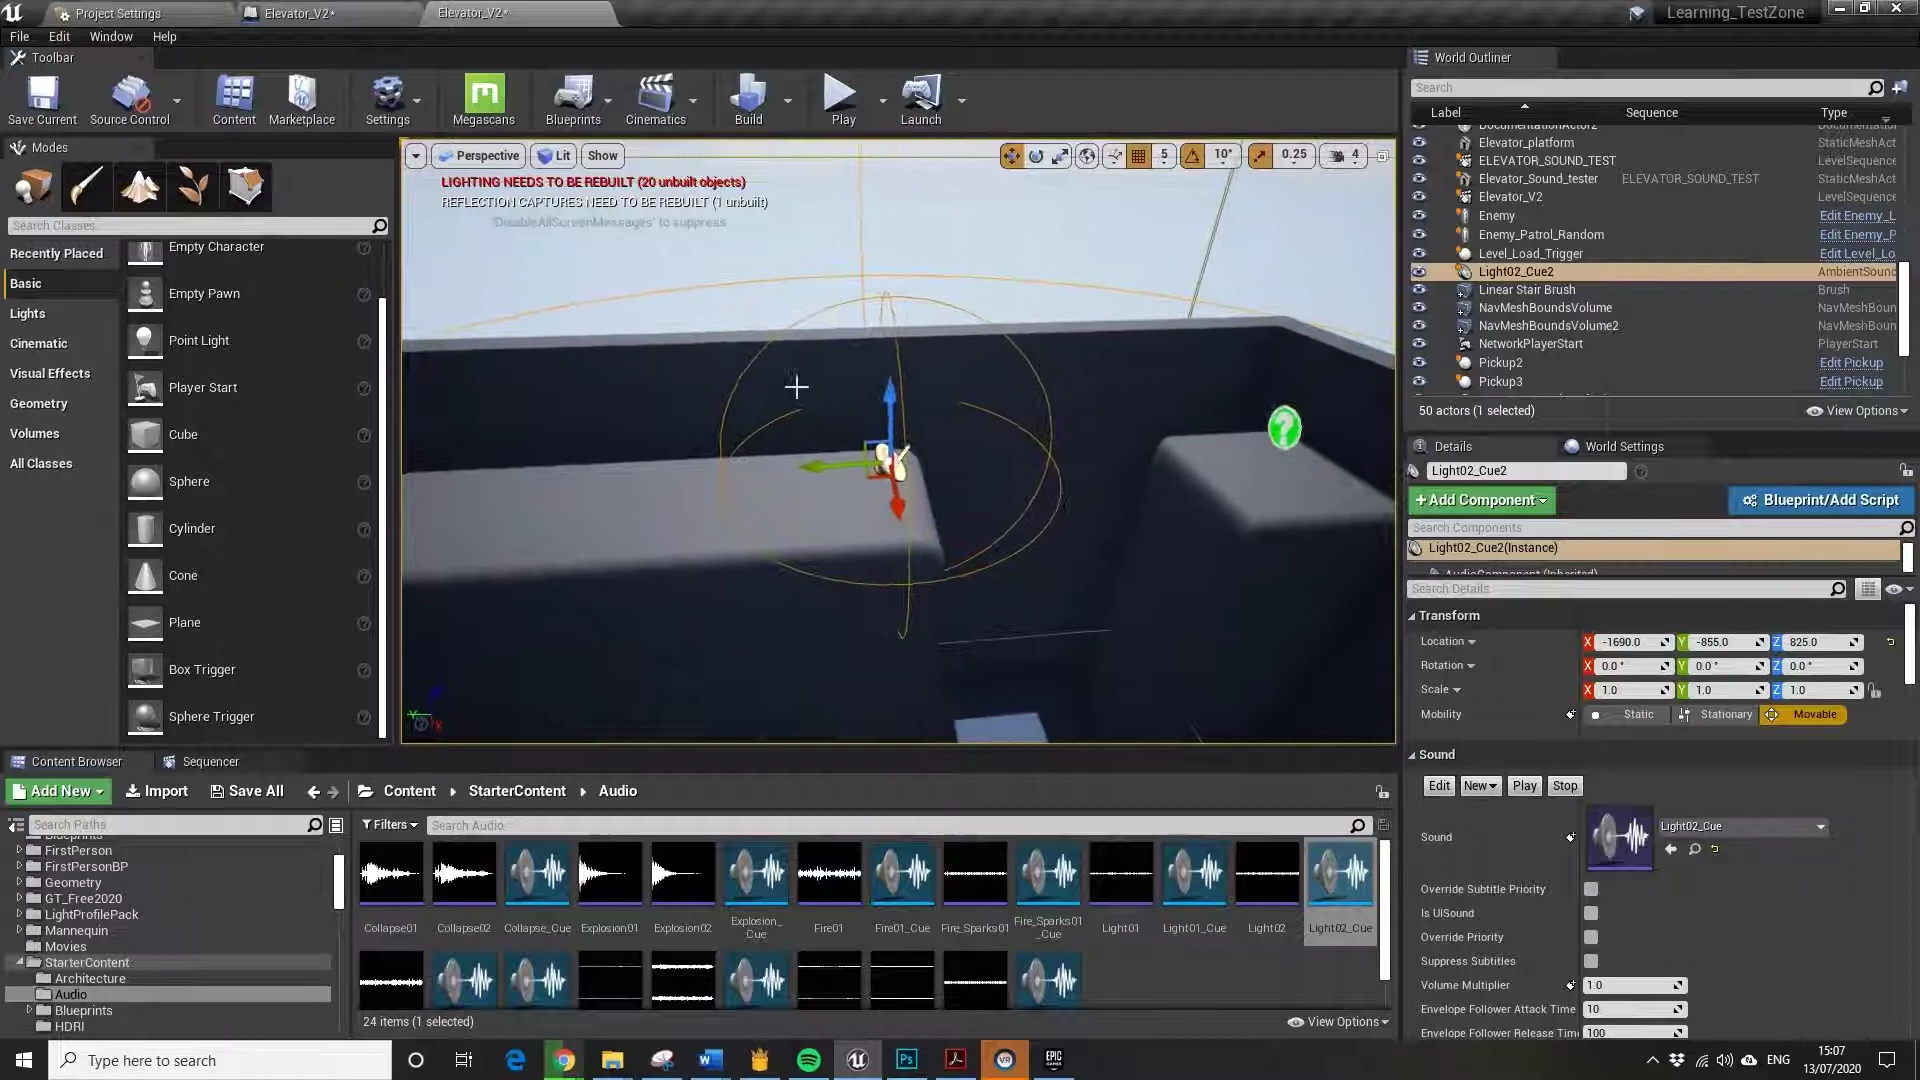 Project Settings
Elevator_V2*
Elevator_V2*
Learning_TestZone
File
Edit
Window
Help
Toolbar
Save Current
Source Control
Content
Marketplace
Settings
Megascans
Blueprints
Cinematics
Build
Play
Launch
Modes
Search Classes
Recently Placed
Basic
Lights
Cinematic
Visual Effects
Geometry
Volumes
All Classes
Empty Character
Empty Pawn
Point Light
Player Start
Cube
Sphere
Cylinder
Cone
Plane
Box Trigger
Sphere Trigger
Perspective
Lit
Show
5
10°
0.25
4
LIGHTING NEEDS TO BE REBUILT (20 unbuilt objects)
REFLECTION CAPTURES NEED TO BE REBUILT (1 unbuilt)
'DisableAllScreenMessages' to suppress
World Outliner
Search
Label
Sequence
Type
DocumentationActor2
Elevator_platform
StaticMeshAct
ELEVATOR_SOUND_TEST
LevelSequence
Elevator_Sound_tester
ELEVATOR_SOUND_TEST
StaticMeshAct
Elevator_V2
LevelSequence
Enemy
Edit Enemy_L
Enemy_Patrol_Random
Edit Enemy_P
Level_Load_Trigger
Edit Level_Lo
Light02_Cue2
AmbientSound
Linear Stair Brush
Brush
NavMeshBoundsVolume
NavMeshBoun
NavMeshBoundsVolume2
NavMeshBoun
NetworkPlayerStart
PlayerStart
Pickup2
Edit Pickup
Pickup3
Edit Pickup
50 actors (1 selected)
View Options
Details
World Settings
Light02_Cue2
+Add Component
Blueprint/Add Script
Search Components
Light02_Cue2(Instance)
AudioComponent (Inherited)
Search Details
Transform
Location
X
-1690.0
Y
-855.0
Z
825.0
Rotation
X
0.0 °
Y
0.0 °
Z
0.0 °
Scale
X
1.0
Y
1.0
Z
1.0
Mobility
Static
Stationary
Movable
Sound
Edit
New
Play
Stop
Sound
Light02_Cue
Override Subtitle Priority
Is UISound
Override Priority
Suppress Subtitles
Volume Multiplier
1.0
Envelope Follower Attack Time
10
Envelope Follower Release Time
100
Content Browser
Sequencer
Add New
Import
Save All
Content
StarterContent
Audio
Search Paths
Filters
Search Audio
Blueprints
FirstPerson
FirstPersonBP
Geometry
GT_Free2020
LightProfilePack
Mannequin
Movies
StarterContent
Architecture
Audio
Blueprints
HDRI
Collapse01
Collapse02
Collapse_Cue
Explosion01
Explosion02
Explosion_
Cue
Fire01
Fire01_Cue
Fire_Sparks01
Fire_Sparks01
_Cue
Light01
Light01_Cue
Light02
Light02_Cue
24 items (1 selected)
View Options
Type here to search
ENG
15:07
13/07/2020